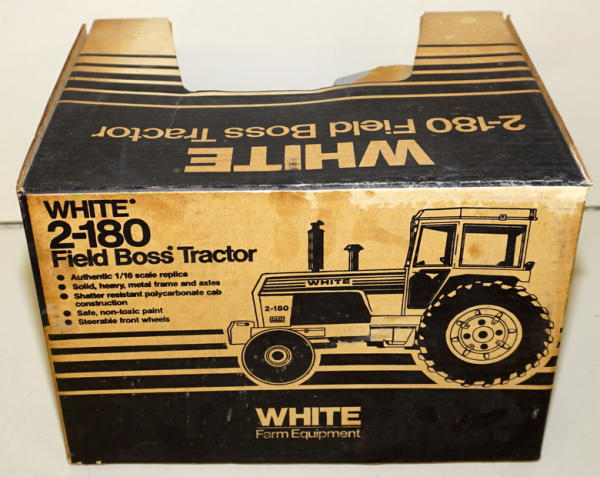 WHITE
2-180 Field Boss Tractor
WHITE®
2-180
Field Boss® Tractor
● Authentic 1/16 scale replica
● Solid, heavy, metal frame and axles
● Shatter resistant polycarbonate cab
construction
● Safe, non-toxic paint
● Steerable front wheels
WHITE
2-180
WHITE
Farm Equipment